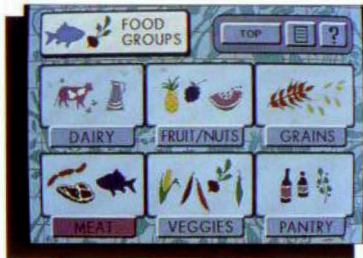 FOOD
GROUPS
TOP
?
DAIRY
FRUIT/NUTS
GRAINS
MEAT
VEGGIES
PANTRY